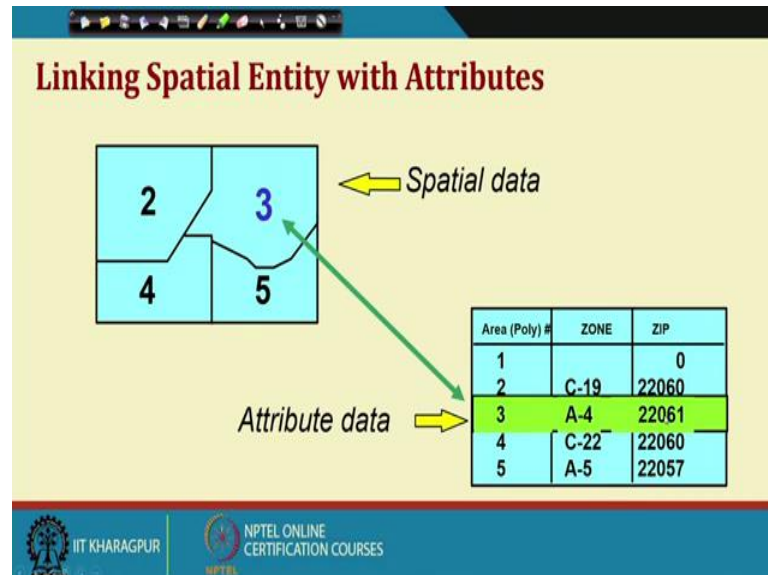 Linking Spatial Entity with Attributes
2
3
Spatial data
4
5
Area (Poly) # ZONE ZIP
1 0
2 C-19 22060
3 A-4 22061
4 C-22 22060
5 A-5 22057
Attribute data
IIT KHARAGPUR
NPTEL ONLINE
CERTIFICATION COURSES
NPTEL